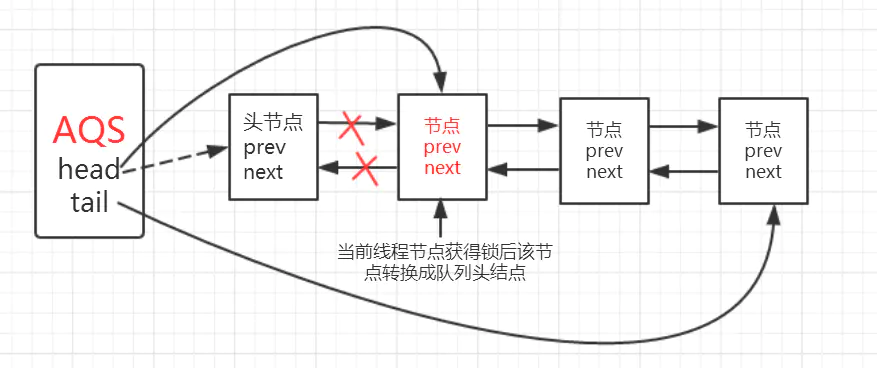 AQS
head
tail
头节点
prev
next
节点
prev
next
节点
prev
next
节点
prev
next
当前线程节点获得锁后该节
点转换成队列头结点